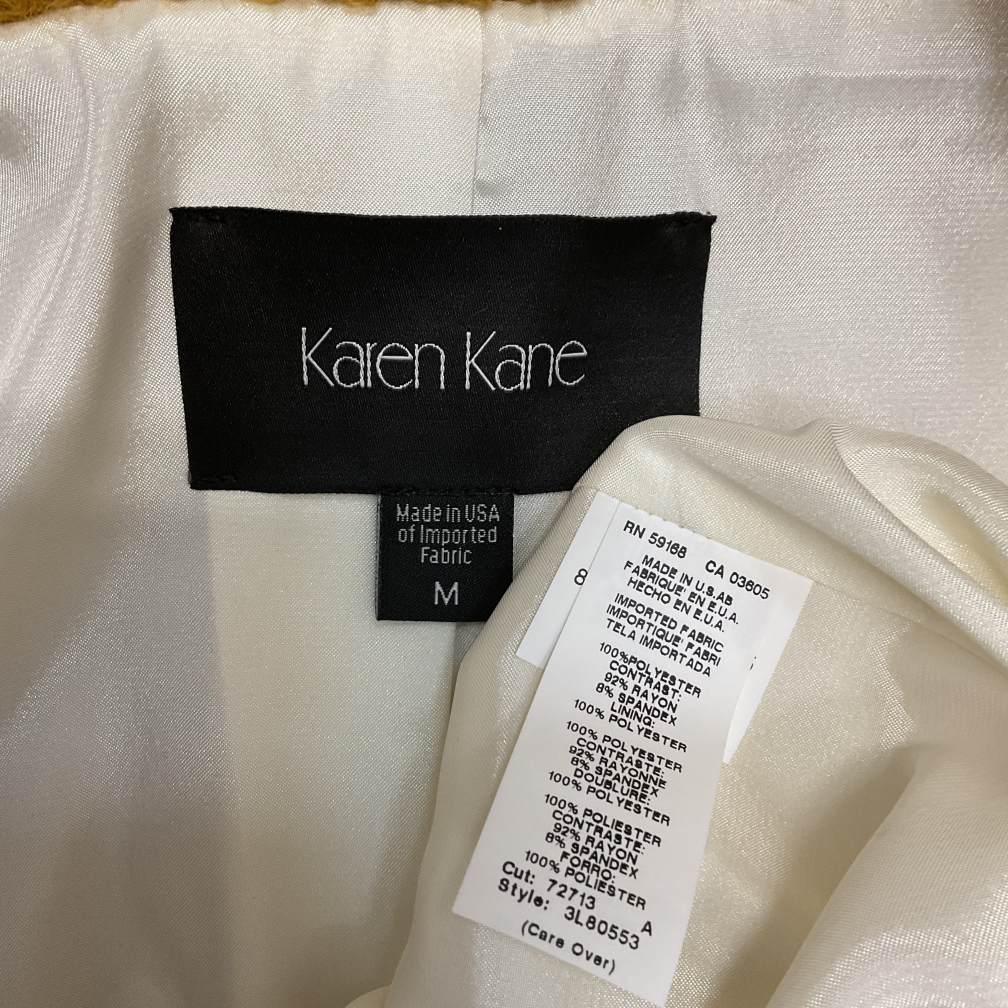 Karen Kane
Made in USA
of Imported
Fabric
M
8
RN 59168 CA 03605
MADE IN U.S.AB
FABRIQUE' EN E.U.A.
HECHO EN E.U.A.
IMPORTED FABRIC
IMPORTIQUE' FABRI
TELA IMPORTADA
100%POLYESTER
CONTRAST:
92% RAYON
8% SPANDEX
LINING:
100% POLYESTER
100% POLYESTER
CONTRASTE:
92% RAYONNE
8% SPANDEX
DOUBLURE:
100% POLYESTER
100% POLIESTER
CONTRASTE:
92% RAYON
8% SPANDEX
FORRO:
100% POLIESTER
Cut: 72713 A
Style: 3L80553
(Care Over)